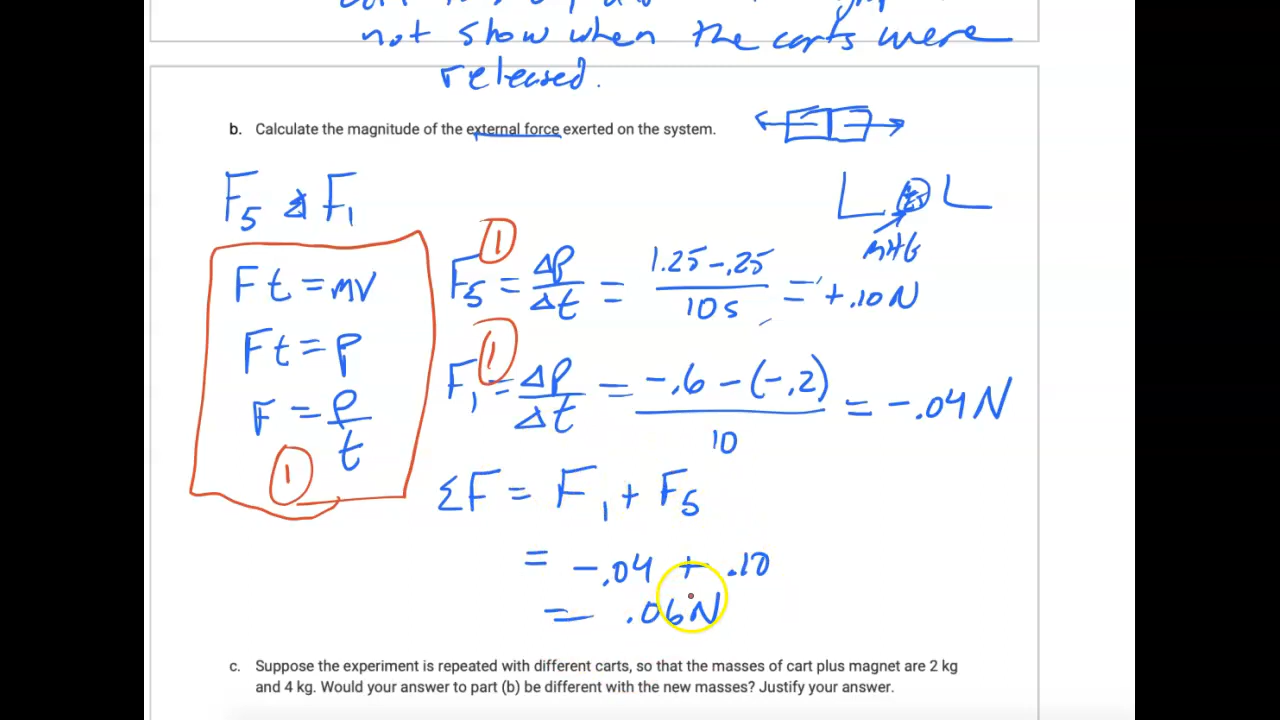 not show when the carts were
released.
b. Calculate the magnitude of the external force exerted on the system.
F5 & F1
Ft = mv
Ft = p
F = p/t
1
1
F5 = Δp/Δt = 1.25 - .25 / 10 s = + .10 N
1
F1 = Δp/Δt = -.6 - (-.2) / 10 = -.04 N
ΣF = F1 + F5
= -.04 + .10
= .06N
c. Suppose the experiment is repeated with different carts, so that the masses of cart plus magnet are 2 kg
and 4 kg. Would your answer to part (b) be different with the new masses? Justify your answer.